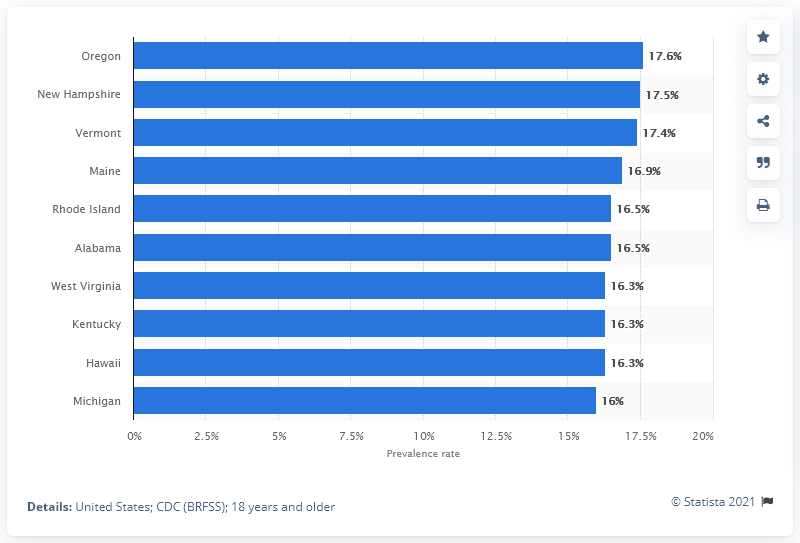 Oregon 17.6%
New Hampshire 17.5%
Vermont 17.4%
Maine 16.9%
Rhode Island 16.5%
Alabama 16.5%
West Virginia 16.3%
Kentucky 16.3%
Hawaii 16.3%
Michigan 16%
0% 2.5% 5% 7.5% 10% 12.5% 15% 17.5% 20%
Prevalence rate
Details: United States; CDC (BRFSS); 18 years and older
© Statista 2021